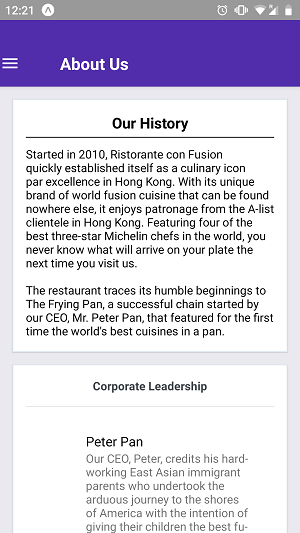 12:21
About Us
Our History
Started in 2010, Ristorante con Fusion
quickly established itself as a culinary icon
par excellence in Hong Kong. With its unique
brand of world fusion cuisine that can be found
nowhere else, it enjoys patronage from the A-list
clientele in Hong Kong. Featuring four of the
best three-star Michelin chefs in the world, you
never know what will arrive on your plate the
next time you visit us.
The restaurant traces its humble beginnings to
The Frying Pan, a successful chain started by
our CEO, Mr. Peter Pan, that featured for the first
time the world's best cuisines in a pan.
Corporate Leadership
Peter Pan
Our CEO, Peter, credits his hard-
working East Asian immigrant
parents who undertook the
arduous journey to the shores
of America with the intention of
giving their children the best fu-